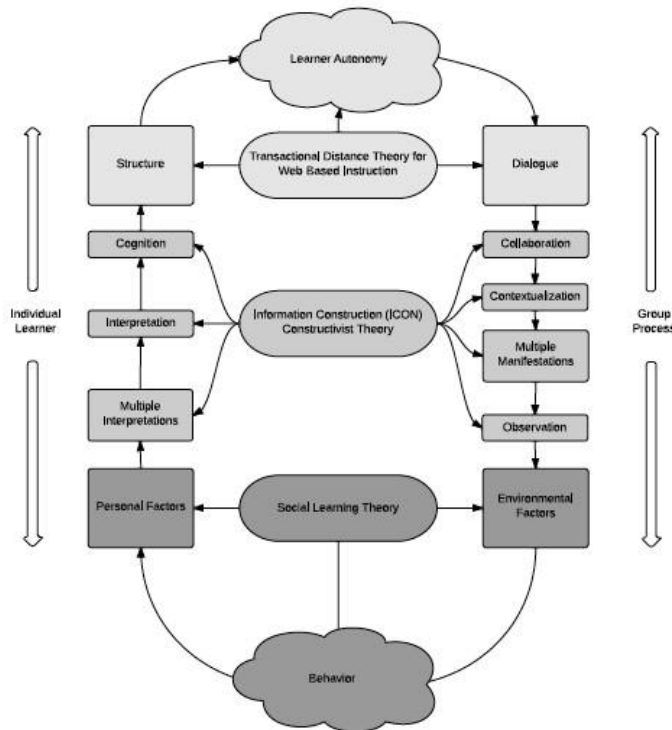 Learner Autonomy
Structure
Transactional Distance Theory for
Web Based Instruction
Dialogue
Cognition
Collaboration
Individual
Learner
Interpretation
Information Construction (ICON)
Constructivist Theory
Contextualization
Group
Process
Multiple
Manifestations
Multiple
Interpretations
Observation
Personal Factors
Social Learning Theory
Environmental
Factors
Behavior